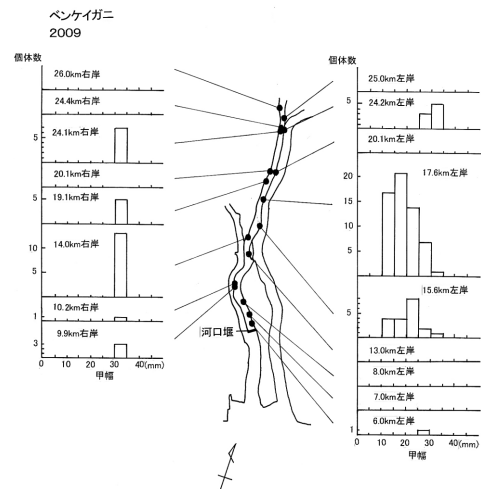 ベンケイガニ
2009
個体数
26.0km右岸
24.4km右岸
5
24.1km右岸
20.1km右岸
5
19.1km右岸
10
14.0km右岸
5
10.2km右岸
1
9.9km右岸
3
0 10 20 30 40(mm)
甲幅
河口堰
個体数
25.0km左岸
5
24.2km左岸
20.1km左岸
20
17.6km左岸
15
10
5
15.6km左岸
5
13.0km左岸
8.0km左岸
7.0km左岸
6.0km左岸
1
0 10 20 30 40(mm)
甲幅